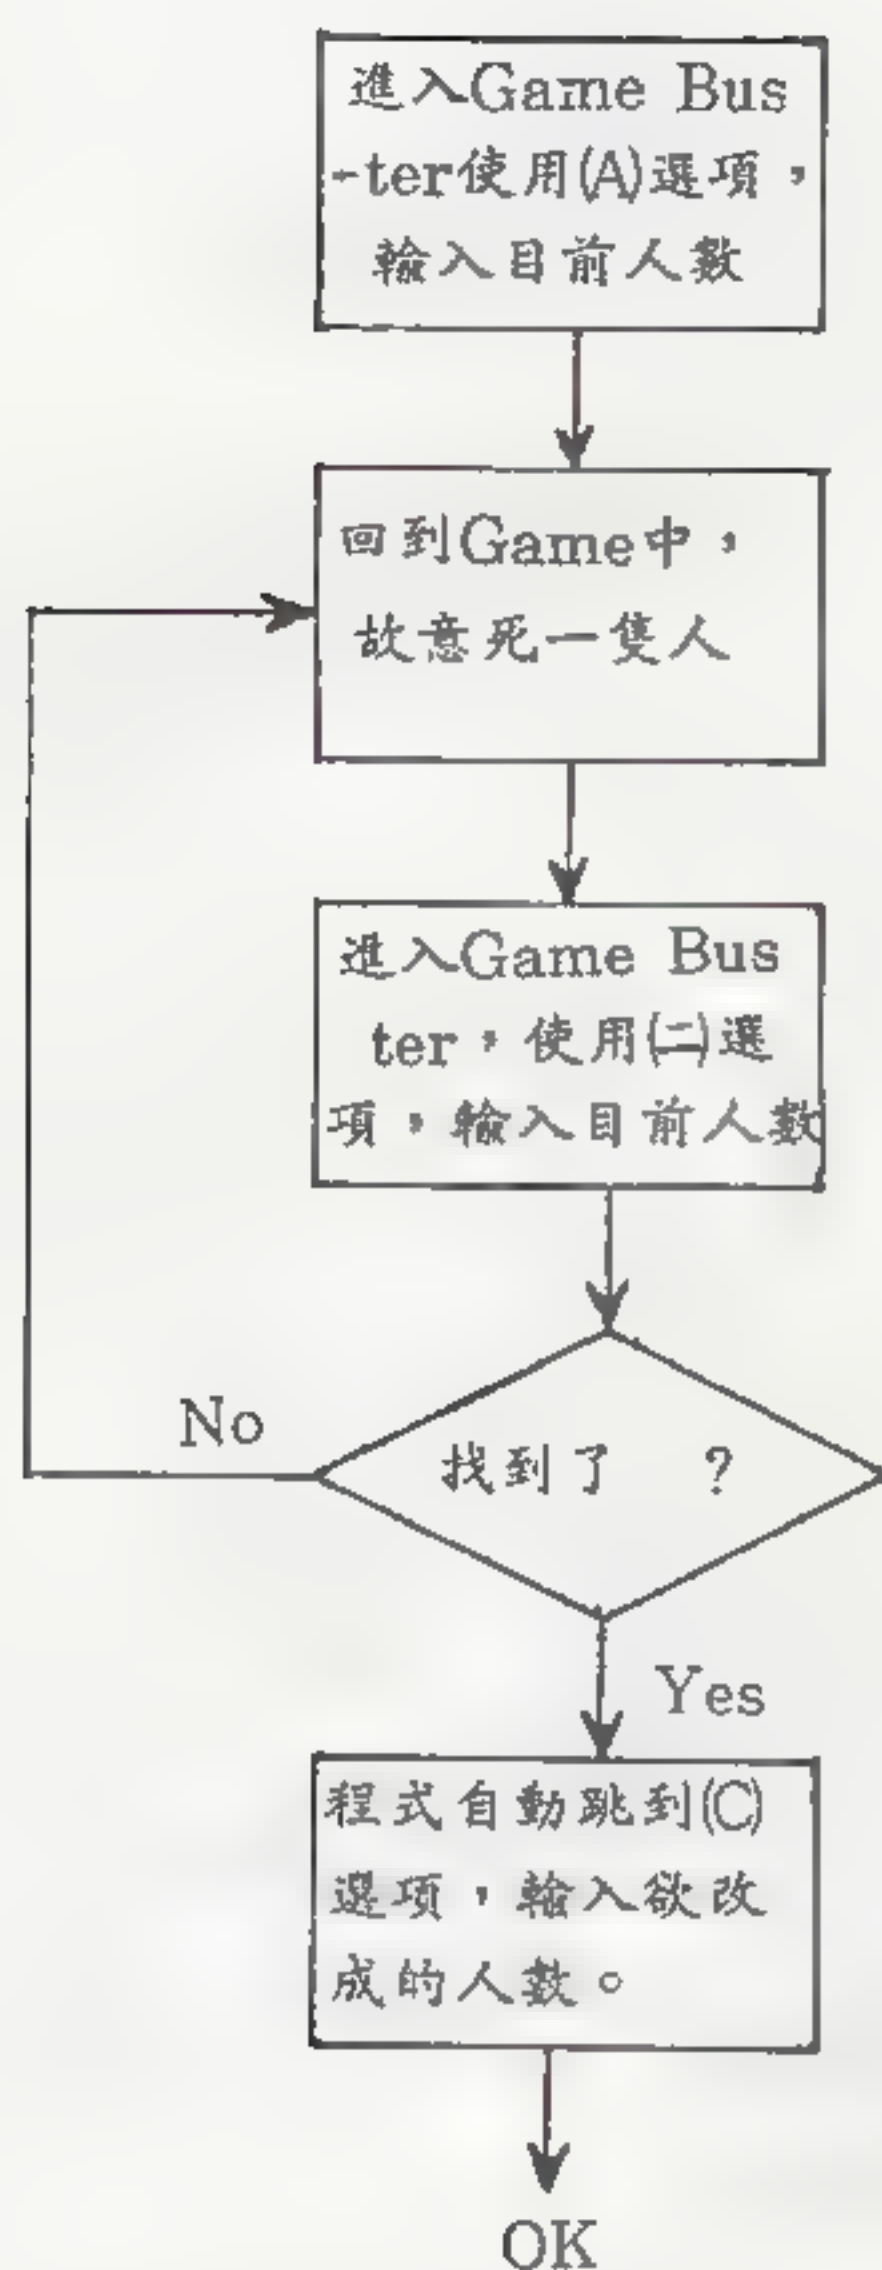 進入Game Bus
-ter使用(A)選項，
輸入目前人數
回到Game中，
故意死一隻人
進入Game Bus
ter，使用㈡選
項，輸入目前人數
No
找到了　？
Yes
程式自動跳到(C)
選項，輸入欲改
成的人數。
OK